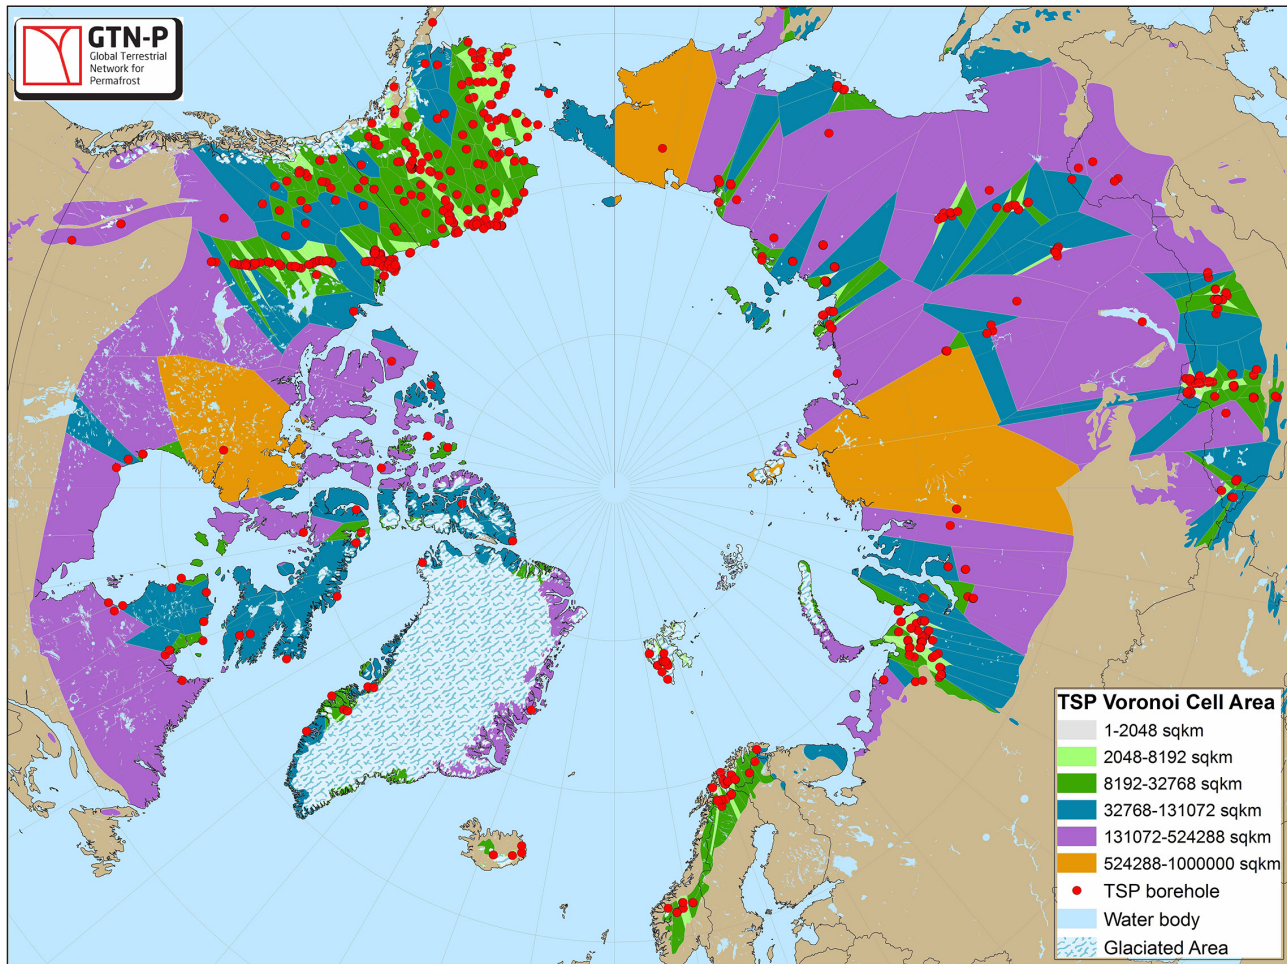 GTN-P
Global Terrestrial
Network for
Permafrost
TSP Voronoi Cell Area
1-2048 sqkm
2048-8192 sqkm
8192-32768 sqkm
32768-131072 sqkm
131072-524288 sqkm
524288-1000000 sqkm
TSP borehole
Water body
Glaciated Area